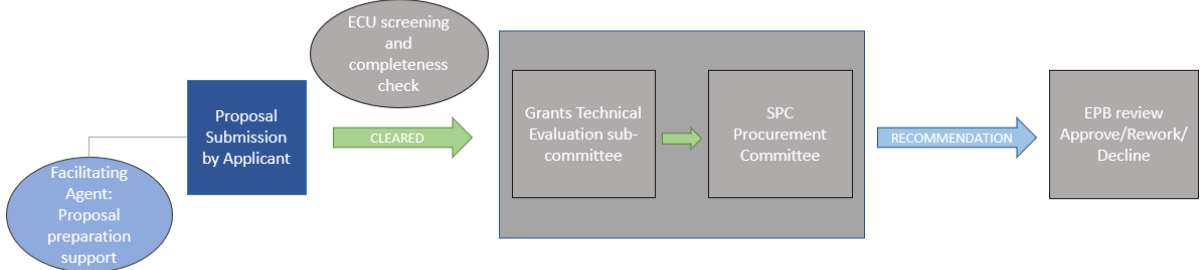 Facilitating
Agent:
Proposal
preparation
support
Proposal
Submission
by Applicant
ECU screening
and
completeness
check
CLEARED
Grants Technical
Evaluation sub-
committee
SPC
Procurement
Committee
RECOMMENDATION
EPB review
Approve/Rework/
Decline